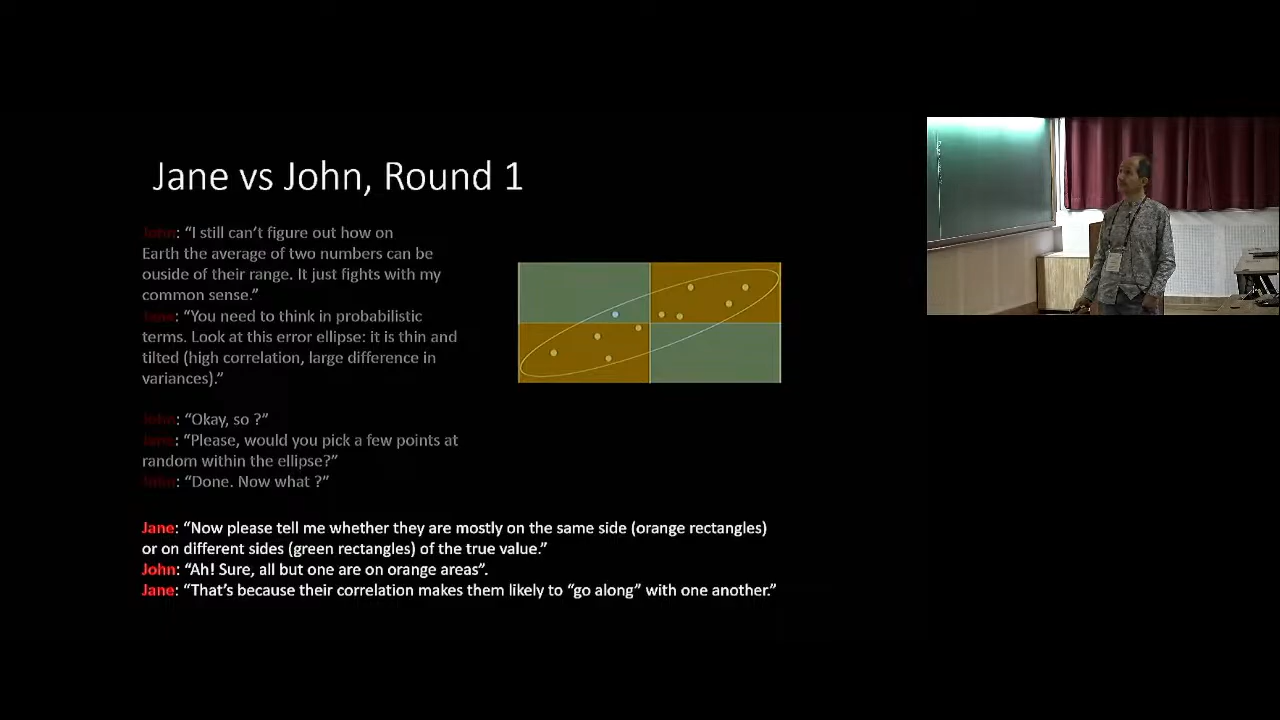 Jane vs John, Round 1
John: “I still can’t figure out how on
Earth the average of two numbers can be
ouside of their range. It just fights with my
common sense.”
Jane: “You need to think in probabilistic
terms. Look at this error ellipse: it is thin and
tilted (high correlation, large difference in
variances).”
John: “Okay, so ?”
Jane: “Please, would you pick a few points at
random within the ellipse?”
John: “Done. Now what ?”
Jane: “Now please tell me whether they are mostly on the same side (orange rectangles)
or on different sides (green rectangles) of the true value.”
John: “Ah! Sure, all but one are on orange areas”.
Jane: “That’s because their correlation makes them likely to “go along” with one another.”